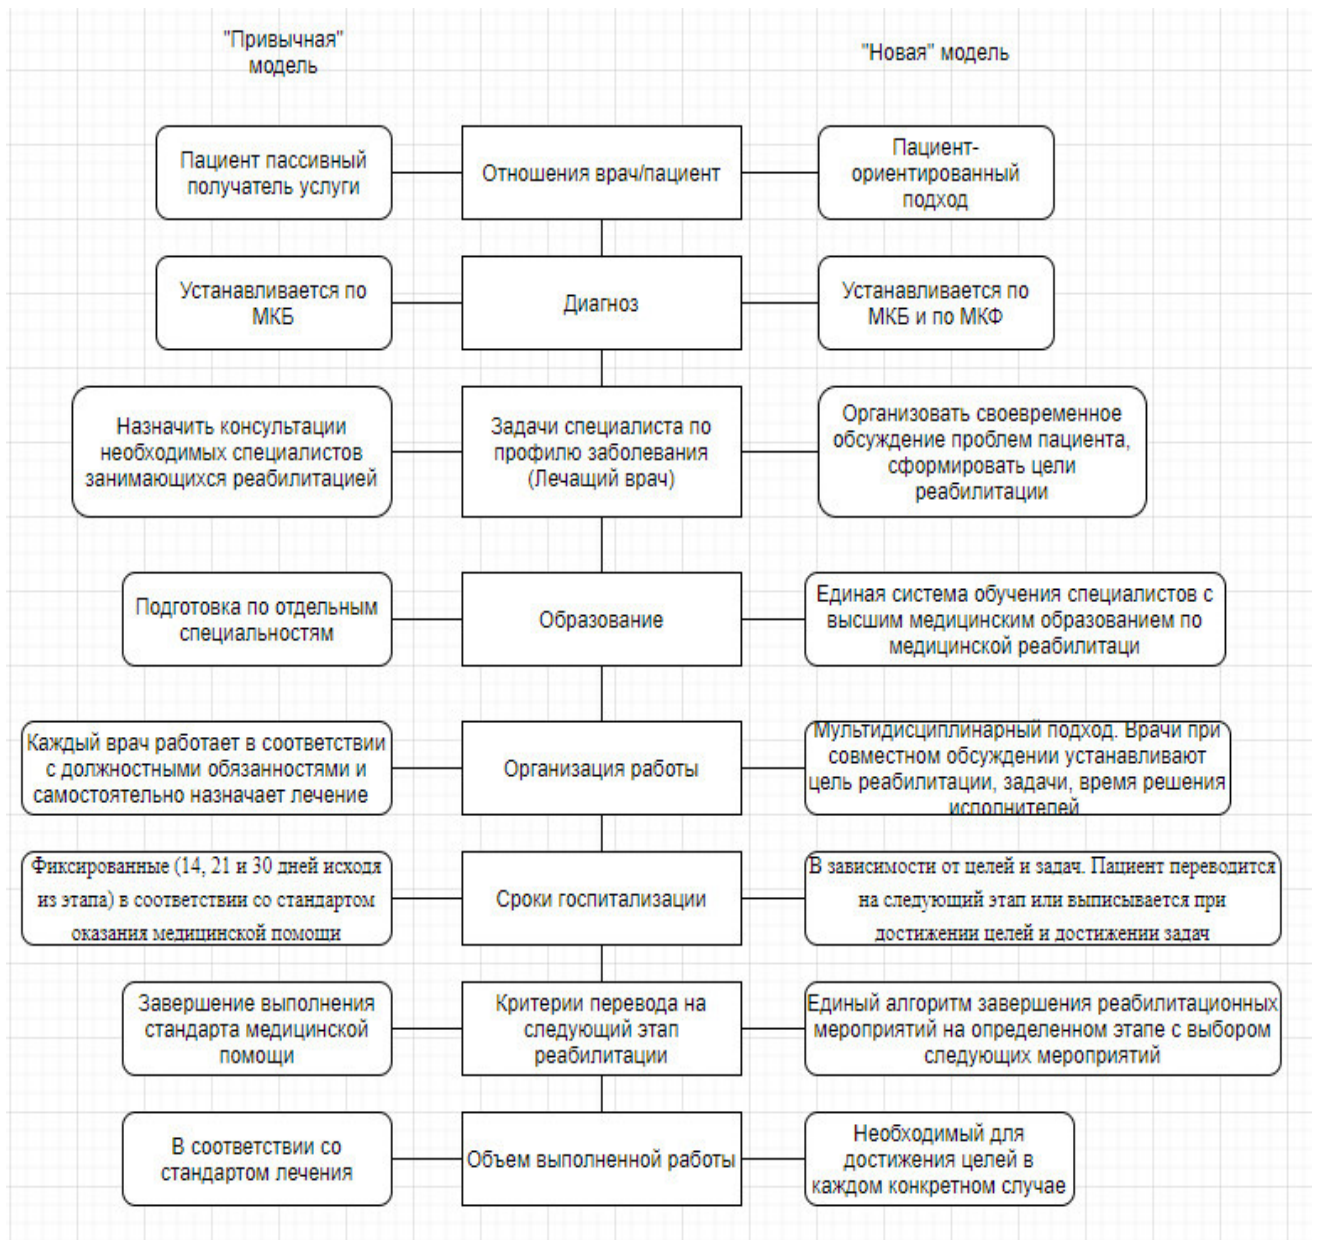 "Привычная"
модель
"Новая" модель
Пациент пассивный
получатель услуги
Отношения врач/пациент
Пациент-
ориентированный
подход
Устанавливается по
МКБ
Диагноз
Устанавливается по
МКБ и по МКФ
Назначить консультации
необходимых специалистов
занимающихся реабилитацией
Задачи специалиста по
профилю заболевания
(Лечащий врач)
Организовать своевременное
обсуждение проблем пациента,
сформировать цели
реабилитации
Подготовка по отдельным
специальностям
Образование
Единая система обучения специалистов с
высшим медицинским образованием по
медицинской реабилитаци
Каждый врач работает в соответствии
с должностными обязанностями и
самостоятельно назначает лечение
Организация работы
Мультидисциплинарный подход. Врачи при
совместном обсуждении устанавливают
цель реабилитации, задачи, время решения
исполнителей
Фиксированные (14, 21 и 30 дней исходя
из этапа) в соответствии со стандартом
оказания медицинской помощи
Сроки госпитализации
В зависимости от целей и задач. Пациент переводится
на следующий этап или выписывается при
достижении целей и достижении задач
Завершение выполнения
стандарта медицинской
помощи
Критерии перевода на
следующий этап
реабилитации
Единый алгоритм завершения реабилитационных
мероприятий на определенном этапе с выбором
следующих мероприятий
В соответствии со
стандартом лечения
Объем выполненной работы
Необходимый для
достижения целей в
каждом конкретном случае